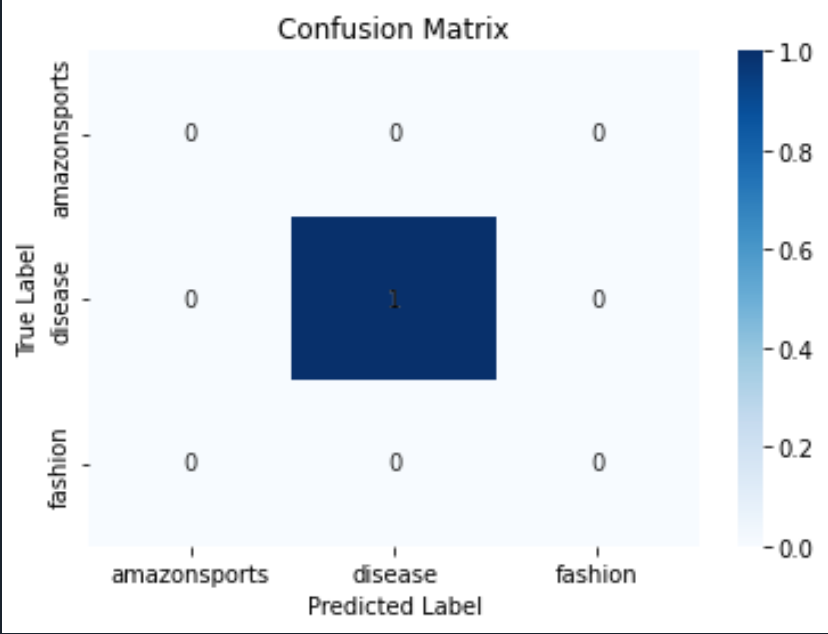 Confusion Matrix
True Label
amazonsports
0 0 0
disease
0 1 0
fashion
0 0 0
amazonsports disease fashion
Predicted Label
1.0
0.8
0.6
0.4
0.2
0.0